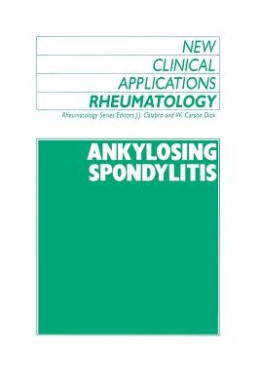 NEW
CLINICAL
APPLICATIONS
RHEUMATOLOGY
Rheumatology Series Editors J.J. Calabro and W. Carson Dick
ANKYLOSING
SPONDYLITIS